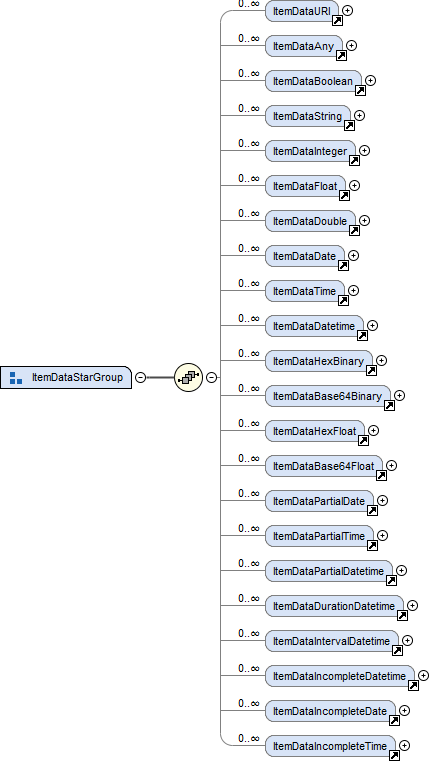 0..∞
ItemDataURI
0..∞
ItemDataAny
0..∞
ItemDataBoolean
0..∞
ItemDataString
0..∞
ItemDataInteger
0..∞
ItemDataFloat
0..∞
ItemDataDouble
0..∞
ItemDataDate
0..∞
ItemDataTime
0..∞
ItemDataDatetime
0..∞
ItemDataHexBinary
ItemDataStarGroup
0..∞
ItemDataBase64Binary
0..∞
ItemDataHexFloat
0..∞
ItemDataBase64Float
0..∞
ItemDataPartialDate
0..∞
ItemDataPartialTime
0..∞
ItemDataPartialDatetime
0..∞
ItemDataDurationDatetime
0..∞
ItemDataIntervalDatetime
0..∞
ItemDataIncompleteDatetime
0..∞
ItemDataIncompleteDate
0..∞
ItemDataIncompleteTime